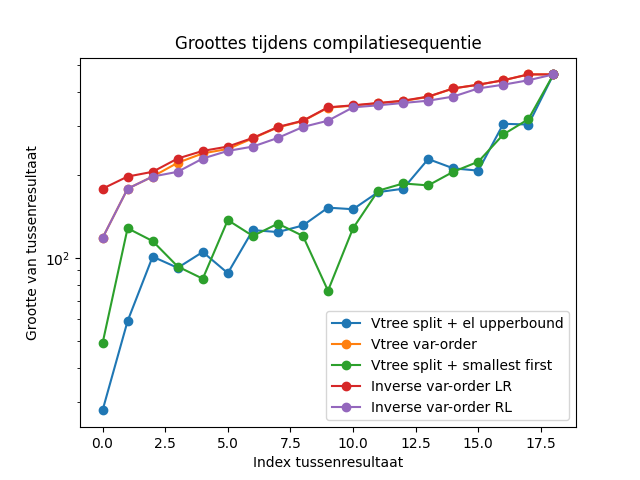 Groottes tijdens compilatiesequentie
Grootte van tussenresultaat
10²
Vtree split + el upperbound
Vtree var-order
Vtree split + smallest first
Inverse var-order LR
Inverse var-order RL
0.0 2.5 5.0 7.5 10.0 12.5 15.0 17.5
Index tussenresultaat